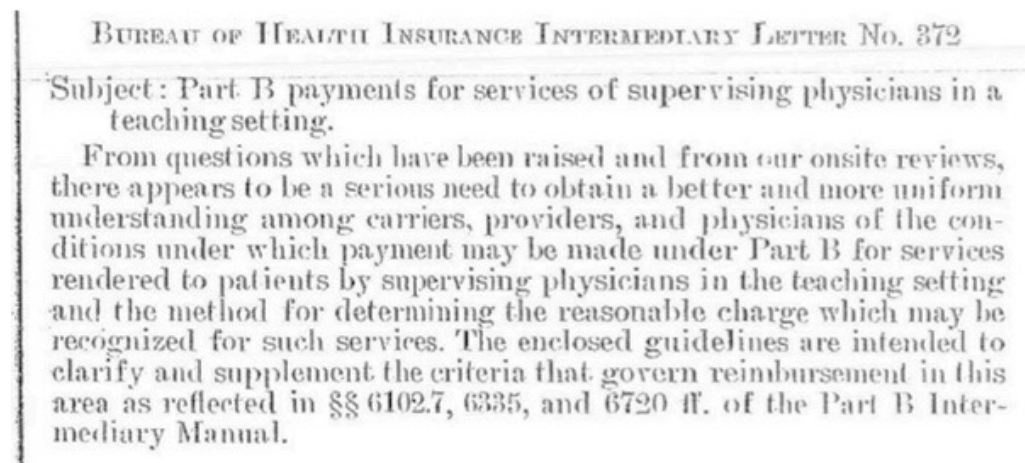 BUREAU OF HEALTH INSURANCE INTERMEDIARY LETTER NO. 372
Subject: Part B payments for services of supervising physicians in a
teaching setting.
From questions which have been raised and from our onsite reviews,
there appears to be a serious need to obtain a better and more uniform
understanding among carriers, providers, and physicians of the con-
ditions under which payment may be made under Part B for services
rendered to patients by supervising physicians in the teaching setting
and the method for determining the reasonable charge which may be
recognized for such services. The enclosed guidelines are intended to
clarify and supplement the criteria that govern reimbursement in this
area as reflected in §§ 6102.7, 6335, and 6720 ff. of the Part B Inter-
mediary Manual.